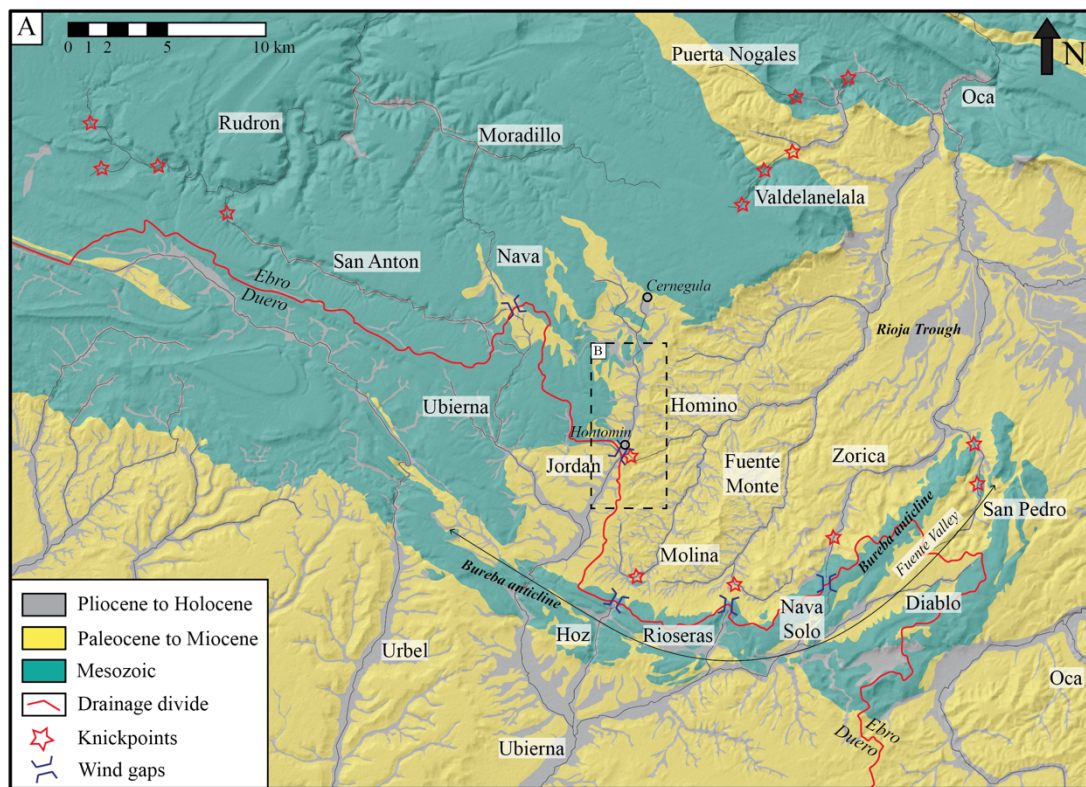 A
0 1 2 5 10 km
N
Puerta Nogales
Oca
Rudron
Moradillo
Valdelanelala
San Anton
Nava
Ebro
Duero
Cernegula
Rioja Trough
B
Ubierna
Homino
Hontomin
Jordan
Fuente
Monte
Zorica
San Pedro
Bureba anticline
Fuente Valley
Molina
Bureba anticline
Nava
Solo
Diablo
Hoz
Rioseras
Urbel
Oca
Ebro
Duero
Ubierna
Pliocene to Holocene
Paleocene to Miocene
Mesozoic
Drainage divide
Knickpoints
Wind gaps